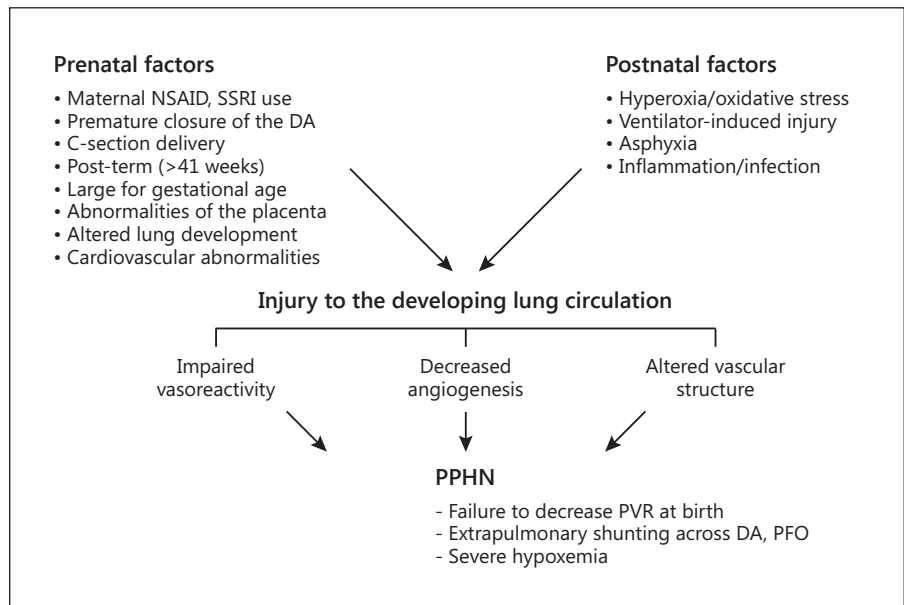 Prenatal factors
• Maternal NSAID, SSRI use
• Premature closure of the DA
• C-section delivery
• Post-term (>41 weeks)
• Large for gestational age
• Abnormalities of the placenta
• Altered lung development
• Cardiovascular abnormalities
Postnatal factors
• Hyperoxia/oxidative stress
• Ventilator-induced injury
• Asphyxia
• Inflammation/infection
Injury to the developing lung circulation
Impaired
vasoreactivity
Decreased
angiogenesis
Altered vascular
structure
PPHN
- Failure to decrease PVR at birth
- Extrapulmonary shunting across DA, PFO
- Severe hypoxemia